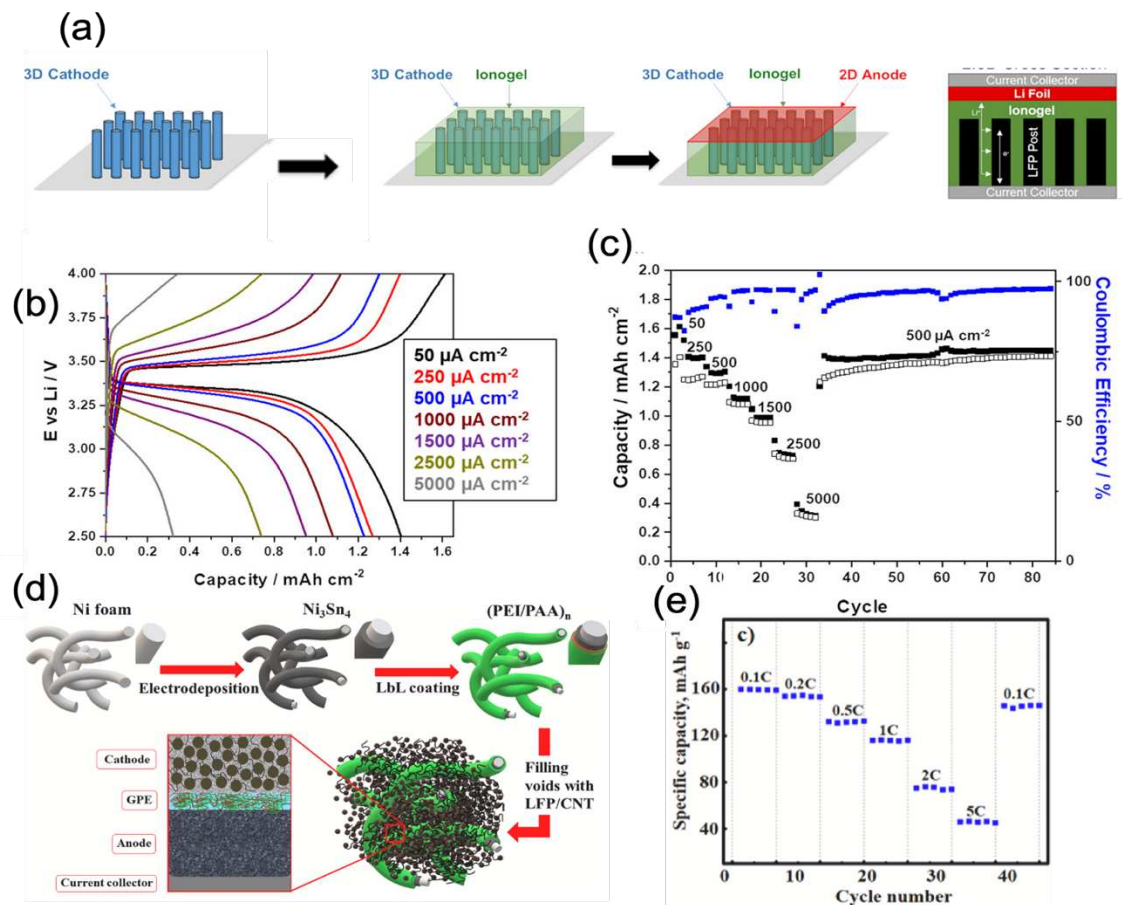 (a)
3D Cathode
3D Cathode
Ionogel
3D Cathode
Ionogel
2D Anode
Current Collector
Li Foil
Ionogel
Li+
e-
LFP Post
Current Collector
(b)
E vs Li / V
4.00
3.75
3.50
3.25
3.00
2.75
2.50
0.0 0.2 0.4 0.6 0.8 1.0 1.2 1.4 1.6
Capacity / mAh cm-2
50 µA cm-2
250 µA cm-2
500 µA cm-2
1000 µA cm-2
1500 µA cm-2
2500 µA cm-2
5000 µA cm-2
(c)
Capacity / mAh cm-2
2.0
1.8
1.6
1.4
1.2
1.0
0.8
0.6
0.4
0.2
0.0
50
250
500
1000
1500
2500
5000
500 µA cm-2
100
50
0
Coulombic Efficiency / %
0 10 20 30 40 50 60 70 80
Cycle
(d)
Ni foam
Ni3Sn4
(PEI/PAA)n
Electrodeposition
LbL coating
Filling
voids with
LFP/CNT
Cathode
GPE
Anode
Current collector
(e)
c)
Specific capacity, mAh g-1
160
120
80
40
0.1C
0.2C
0.5C
1C
2C
5C
0.1C
0 10 20 30 40
Cycle number